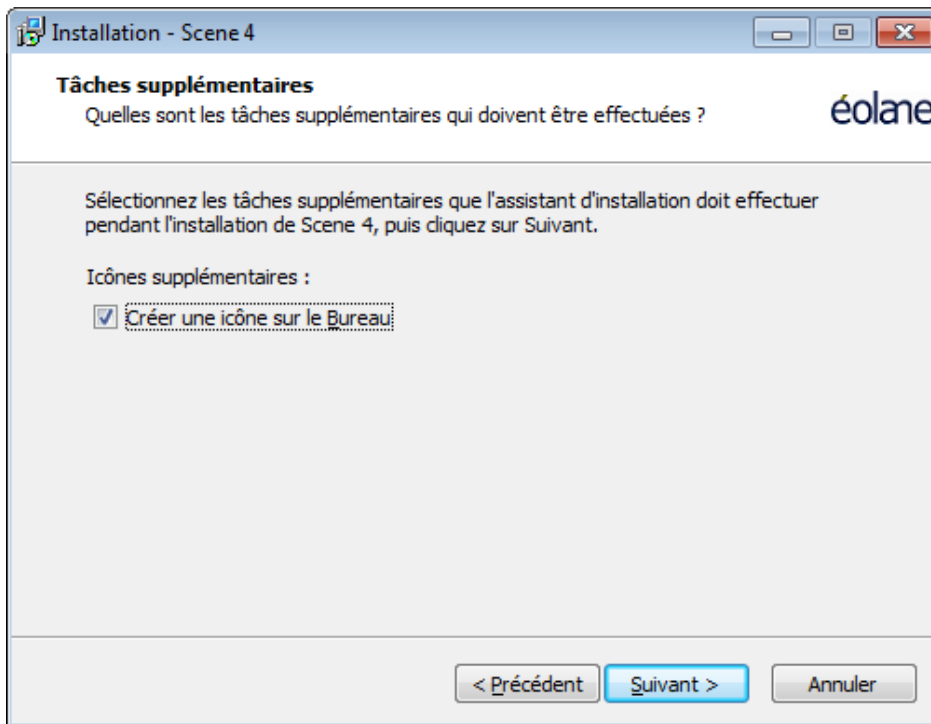 Installation - Scene 4
Tâches supplémentaires
Quelles sont les tâches supplémentaires qui doivent être effectuées ?
éolane
Sélectionnez les tâches supplémentaires que l'assistant d'installation doit effectuer
pendant l'installation de Scene 4, puis cliquez sur Suivant.
Icônes supplémentaires :
Créer une icône sur le Bureau
< Précédent
Suivant >
Annuler